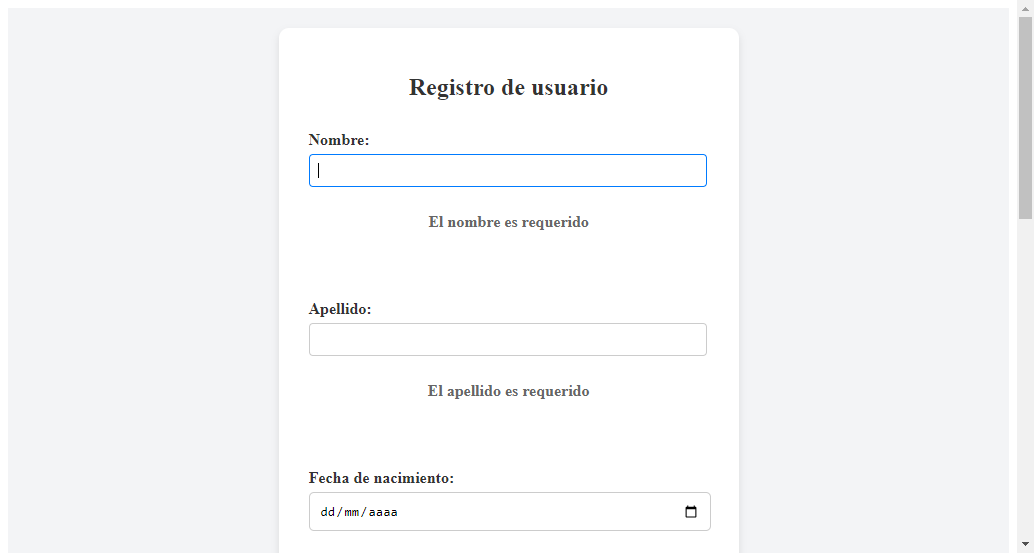 Registro de usuario
Nombre:
El nombre es requerido
Apellido:
El apellido es requerido
Fecha de nacimiento:
dd/mm/aaaa